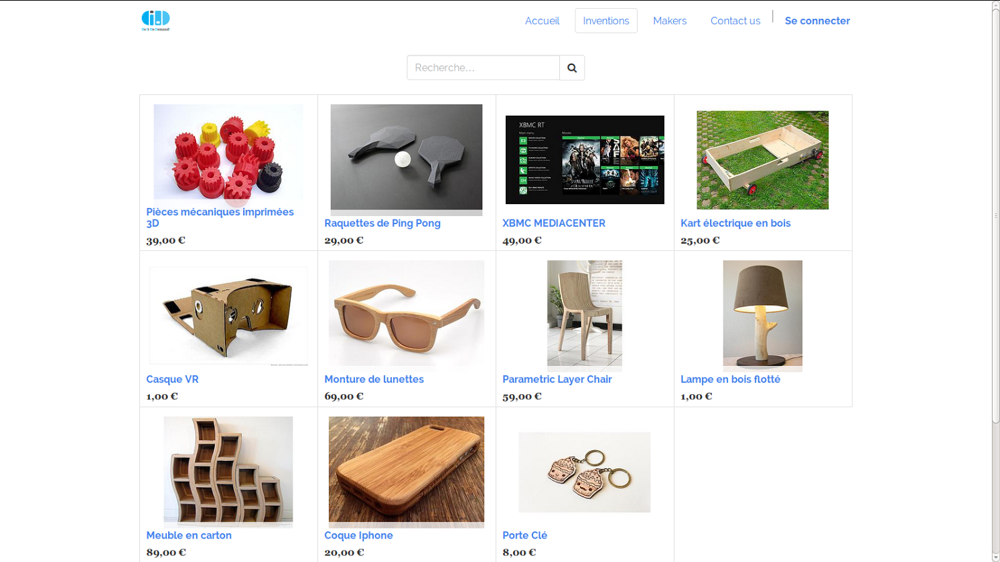 Do It On Demand!
Accueil
Inventions
Makers
Contact us
Se connecter
Recherche...
XBMC RT
Main menu
Movies
Pièces mécaniques imprimées
3D
39,00 €
Raquettes de Ping Pong
29,00 €
XBMC MEDIACENTER
49,00 €
Kart électrique en bois
25,00 €
Casque VR
1,00 €
Monture de lunettes
69,00 €
Parametric Layer Chair
59,00 €
Lampe en bois flotté
1,00 €
Meuble en carton
89,00 €
Coque Iphone
20,00 €
Porte Clé
8,00 €